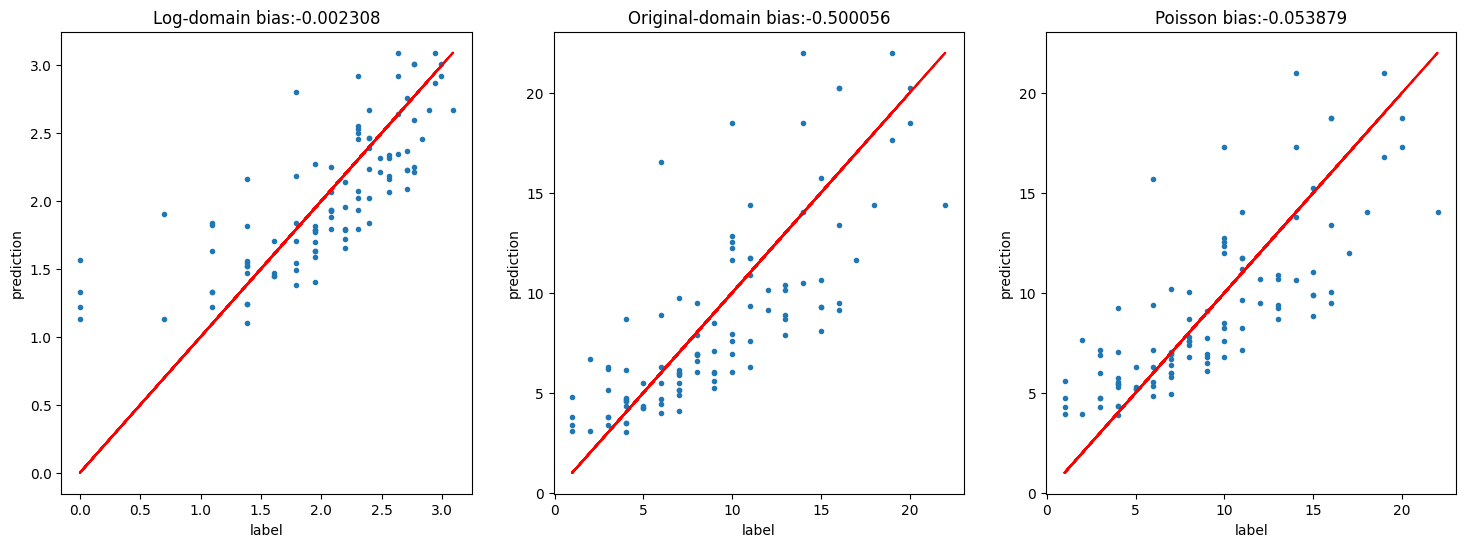 Log-domain bias:-0.002308
3.0
2.5
2.0
1.5
1.0
0.5
0.0
prediction
0.0 0.5 1.0 1.5 2.0 2.5 3.0
label
Original-domain bias:-0.500056
20
15
10
5
0
prediction
0 5 10 15 20
label
Poisson bias:-0.053879
20
15
10
5
0
prediction
0 5 10 15 20
label